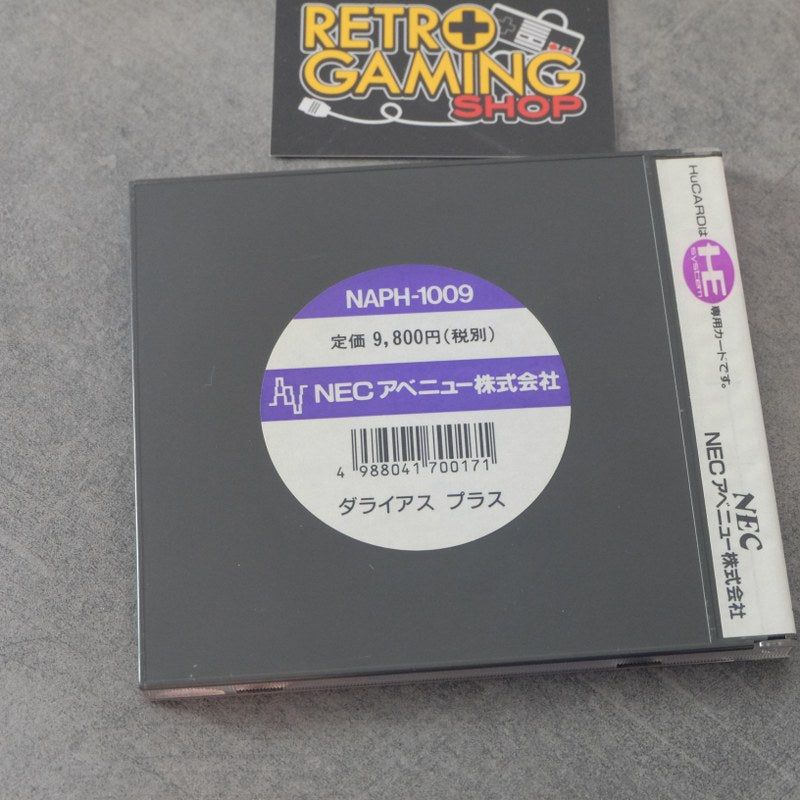 RETRO
GAMING
SHOP
NAPH-1009
定価 9,800円(税別)
NEC アベニュー株式会社
4 988041 700171
ダライアス プラス
HuCARDは
HE
system
専用カードです。
NEC
NECアベニュー株式会社